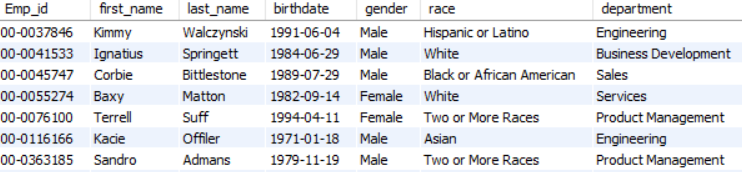 Emp_id first_name last_name birthdate gender race department
00-0037846 Kimmy Walczynski 1991-06-04 Male Hispanic or Latino Engineering
00-0041533 Ignatius Springett 1984-06-29 Male White Business Development
00-0045747 Corbie Bittlestone 1989-07-29 Male Black or African American Sales
00-0055274 Baxy Matton 1982-09-14 Female White Services
00-0076100 Terrell Suff 1994-04-11 Female Two or More Races Product Management
00-0116166 Kacie Offiler 1971-01-18 Male Asian Engineering
00-0363185 Sandro Admans 1979-11-19 Male Two or More Races Product Management